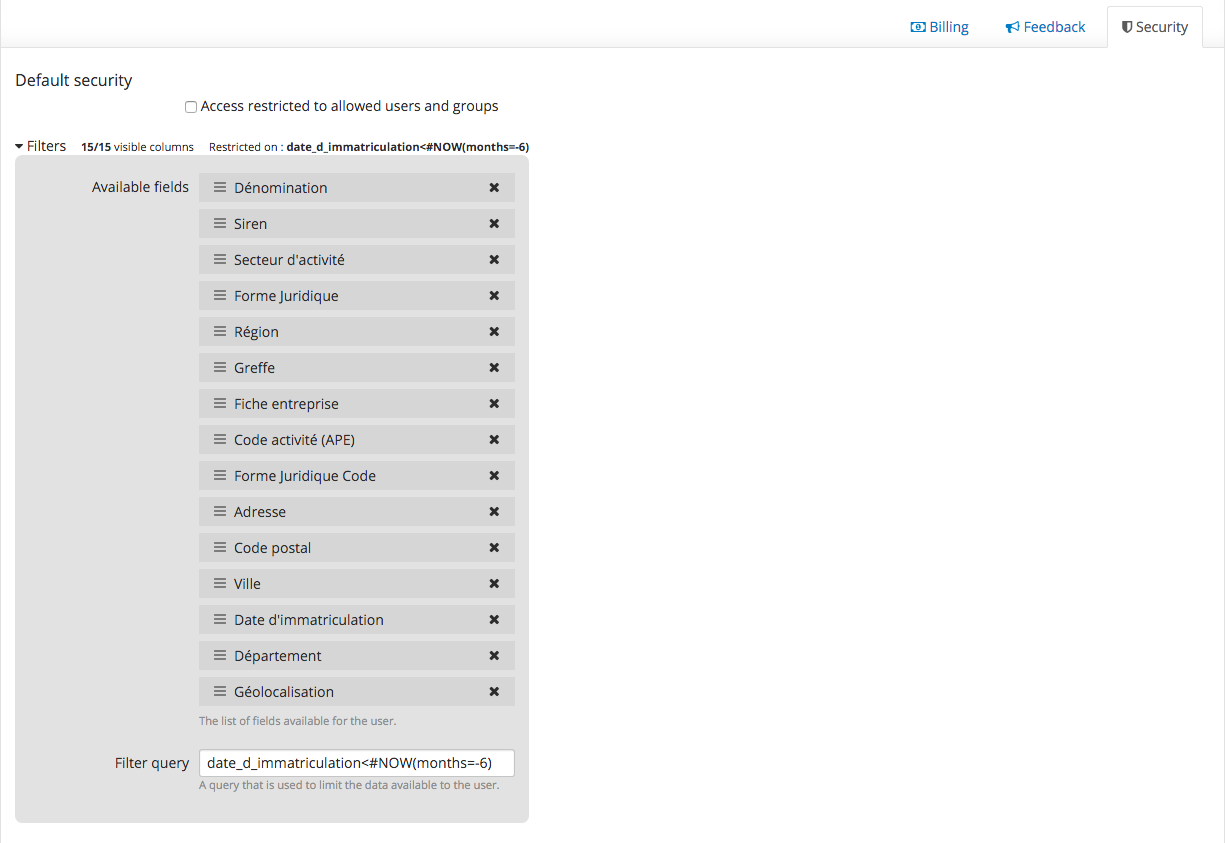 Billing Feedback Security
Default security
Access restricted to allowed users and groups
Filters 15/15 visible columns Restricted on : date_d_immatriculation<#NOW(months=-6)
Available fields Dénomination
Siren
Secteur d'activité
Forme Juridique
Région
Greffe
Fiche entreprise
Code activité (APE)
Forme Juridique Code
Adresse
Code postal
Ville
Date d'immatriculation
Département
Géolocalisation
The list of fields available for the user.
Filter query date_d_immatriculation<#NOW(months=-6)
A query that is used to limit the data available to the user.